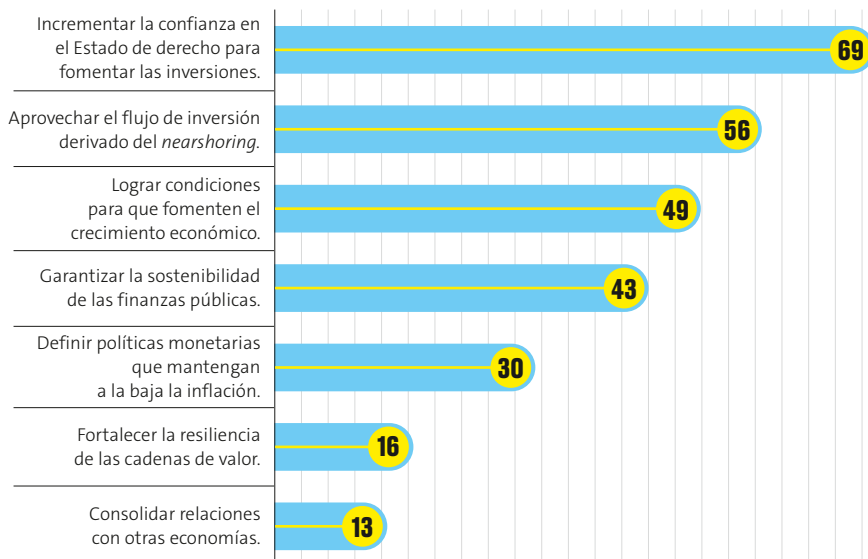 Incrementar la confianza en
el Estado de derecho para
fomentar las inversiones.
69
Aprovechar el flujo de inversión
derivado del nearshoring.
56
Lograr condiciones
para que fomenten el
crecimiento económico.
49
Garantizar la sostenibilidad
de las finanzas públicas.
43
Definir políticas monetarias
que mantengan
a la baja la inflación.
30
Fortalecer la resiliencia
de las cadenas de valor.
16
Consolidar relaciones
con otras economías.
13